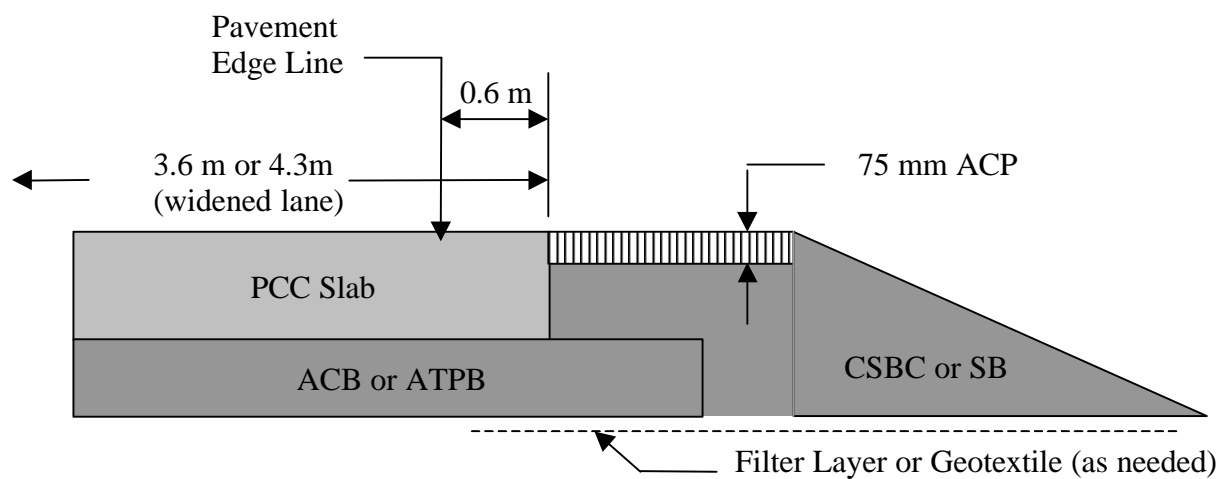 Pavement
Edge Line
0.6 m
3.6 m or 4.3m
(widened lane)
75 mm ACP
PCC Slab
ACB or ATPB
CSBC or SB
Filter Layer or Geotextile (as needed)